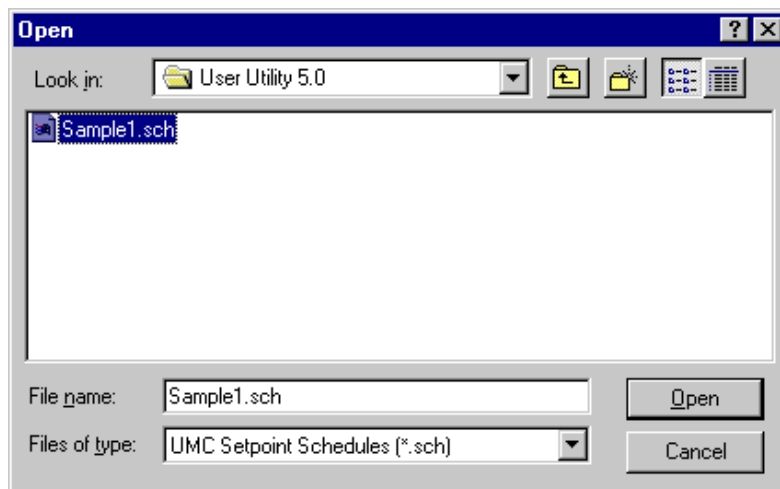 Open
Look in: User Utility 5.0
Sample1.sch
File name: Sample1.sch Open
Files of type: UMC Setpoint Schedules (*.sch) Cancel